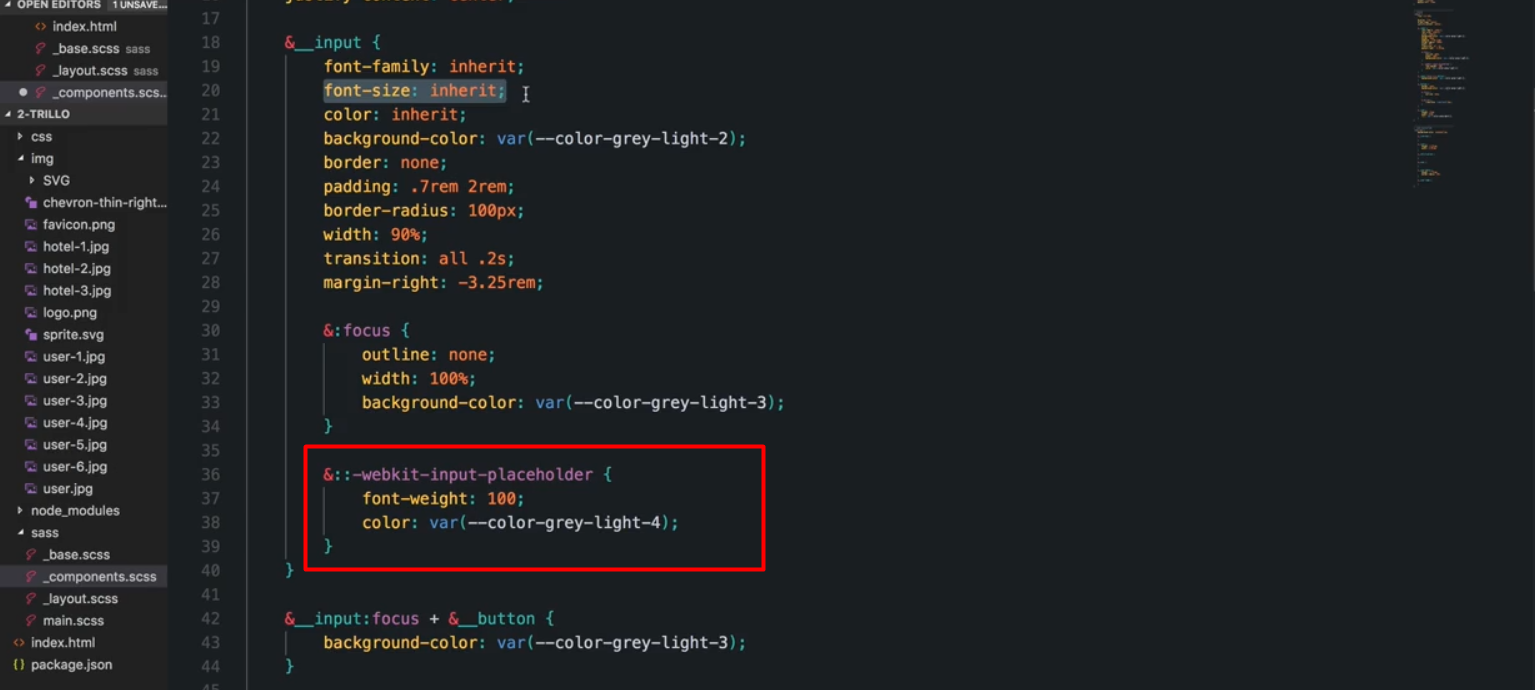 OPEN EDITORS 1 UNSAVE...
index.html
_base.scss sass
_layout.scss sass
_components.scs...
2-TRILLO
css
img
SVG
chevron-thin-right...
favicon.png
hotel-1.jpg
hotel-2.jpg
hotel-3.jpg
logo.png
sprite.svg
user-1.jpg
user-2.jpg
user-3.jpg
user-4.jpg
user-5.jpg
user-6.jpg
user.jpg
node_modules
sass
_base.scss
_components.scss
_layout.scss
main.scss
index.html
{} package.json
17
18 &__input {
19 font-family: inherit;
20 font-size: inherit;
21 color: inherit;
22 background-color: var(--color-grey-light-2);
23 border: none;
24 padding: .7rem 2rem;
25 border-radius: 100px;
26 width: 90%;
27 transition: all .2s;
28 margin-right: -3.25rem;
29
30 &:focus {
31 outline: none;
32 width: 100%;
33 background-color: var(--color-grey-light-3);
34 }
35
36 &::-webkit-input-placeholder {
37 font-weight: 100;
38 color: var(--color-grey-light-4);
39 }
40 }
41
42 &__input:focus + &__button {
43 background-color: var(--color-grey-light-3);
44 }